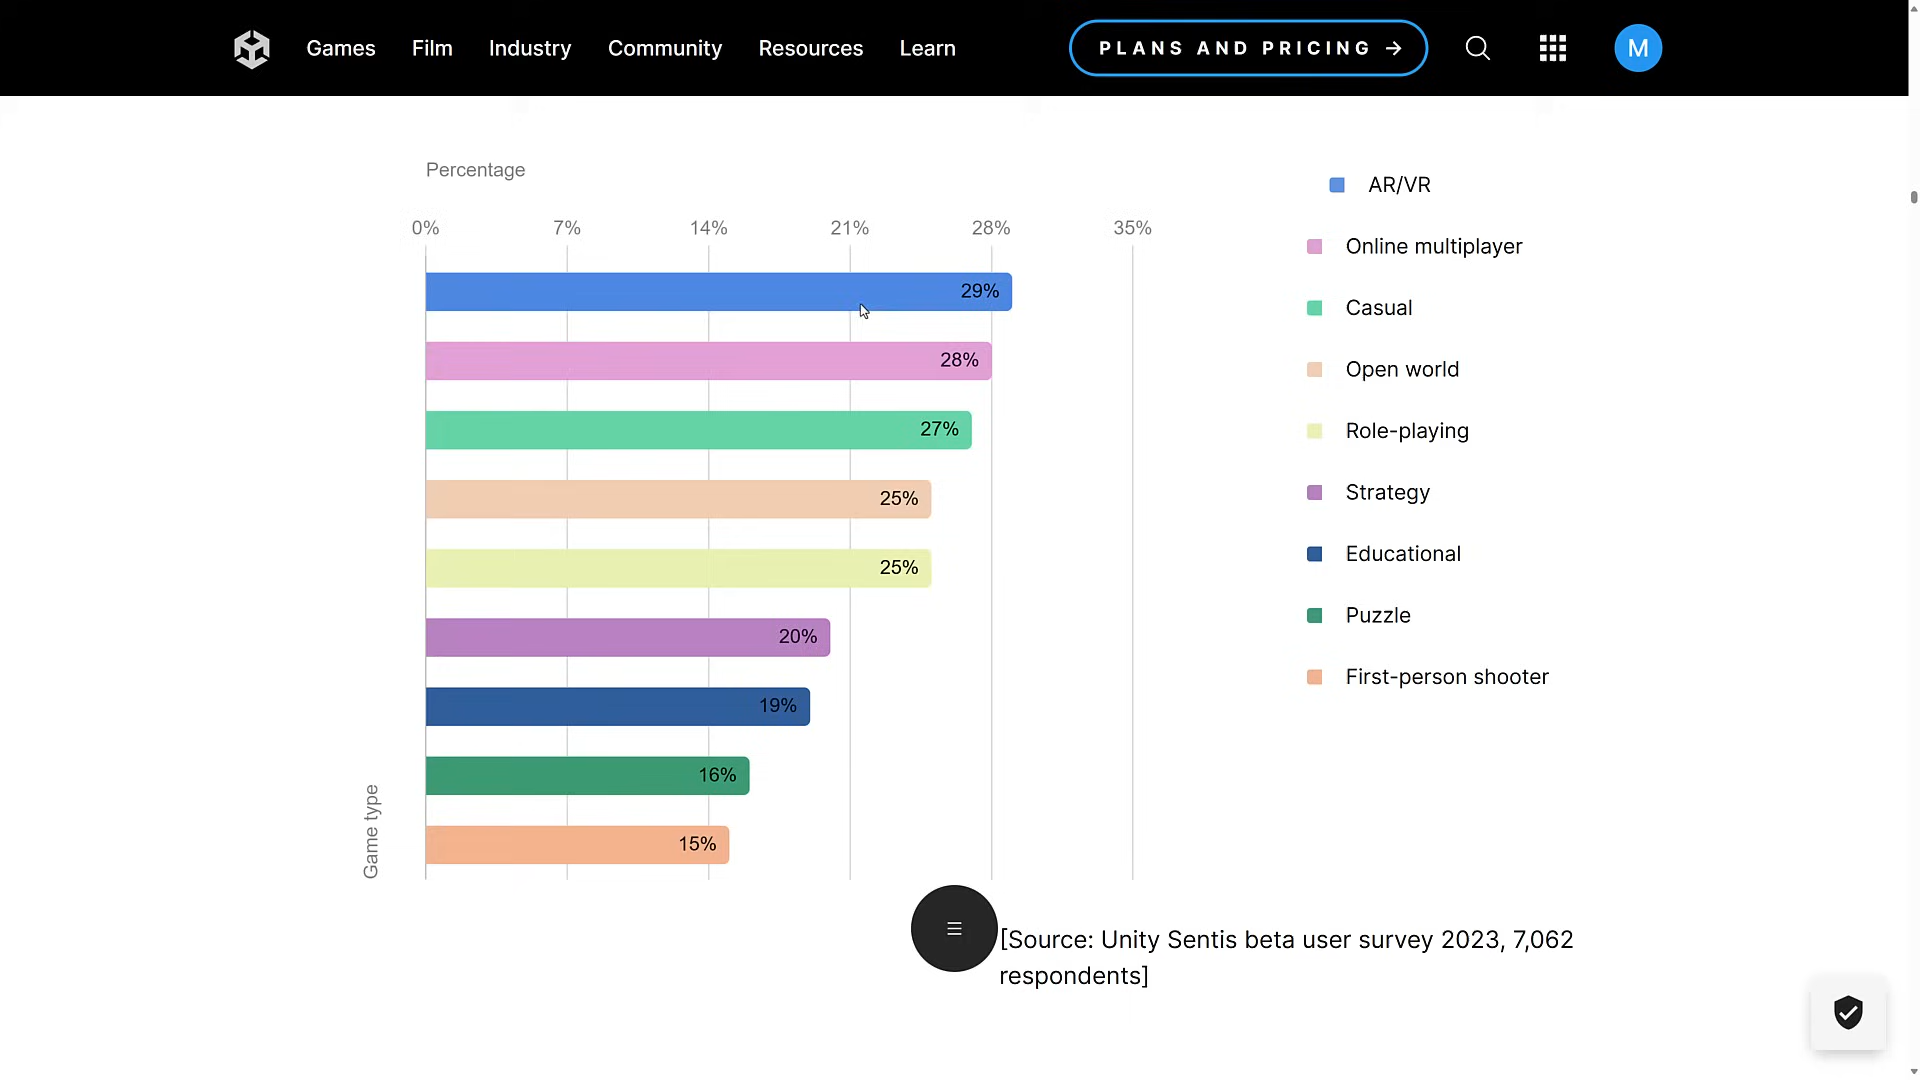 Games Film Industry Community Resources Learn PLANS AND PRICING → M
Percentage
0% 7% 14% 21% 28% 35%
29%
28%
27%
25%
25%
20%
19%
16%
15%
Game type
AR/VR
Online multiplayer
Casual
Open world
Role-playing
Strategy
Educational
Puzzle
First-person shooter
[Source: Unity Sentis beta user survey 2023, 7,062
respondents]